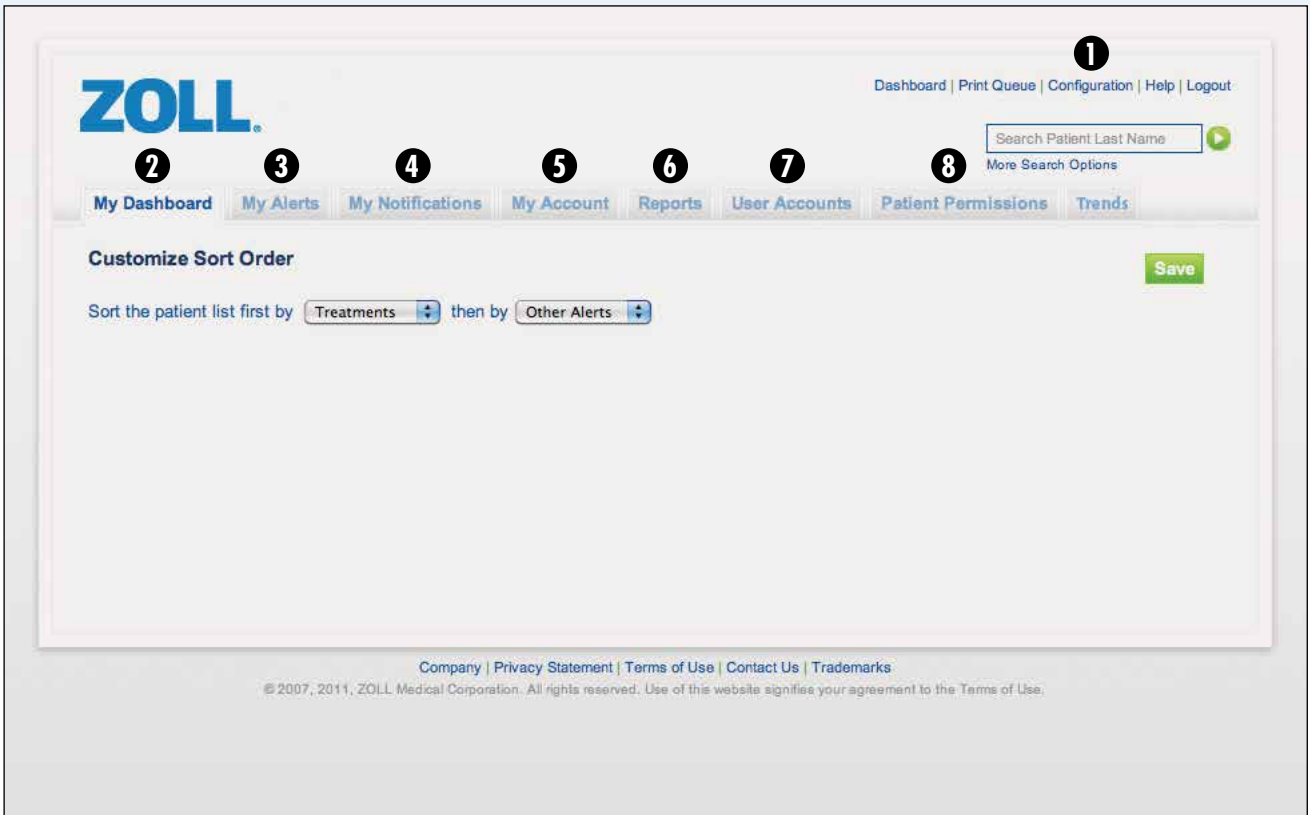 1
Dashboard | Print Queue | Configuration | Help | Logout
ZOLL®
Search Patient Last Name
More Search Options
2 3 4 5 6 7 8
My Dashboard My Alerts My Notifications My Account Reports User Accounts Patient Permissions Trends
Customize Sort Order
Save
Sort the patient list first by Treatments then by Other Alerts
Company | Privacy Statement | Terms of Use | Contact Us | Trademarks
© 2007, 2011, ZOLL Medical Corporation. All rights reserved. Use of this website signifies your agreement to the Terms of Use.